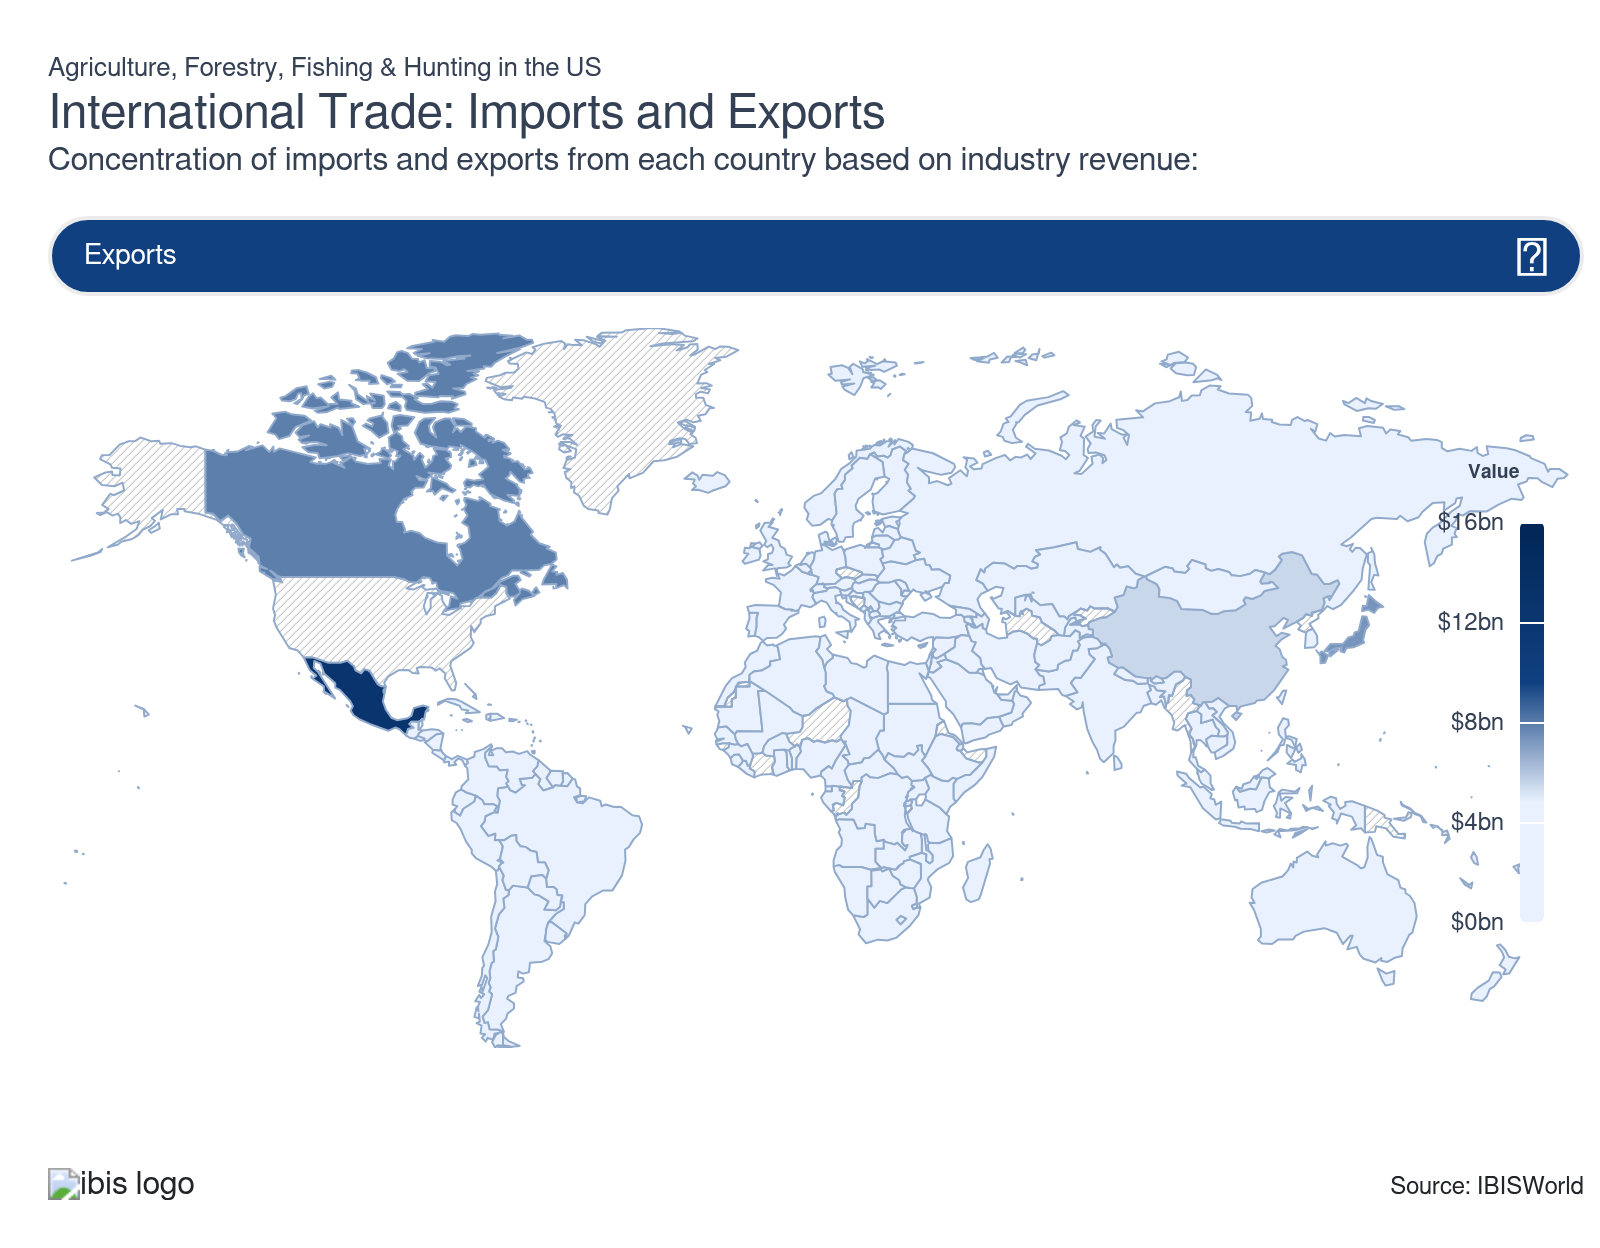 Agriculture, Forestry, Fishing & Hunting in the US
International Trade: Imports and Exports
Concentration of imports and exports from each country based on industry revenue:
Exports
Value
$16bn
$12bn
$8bn
$4bn
$0bn
ibis logo
Source: IBISWorld